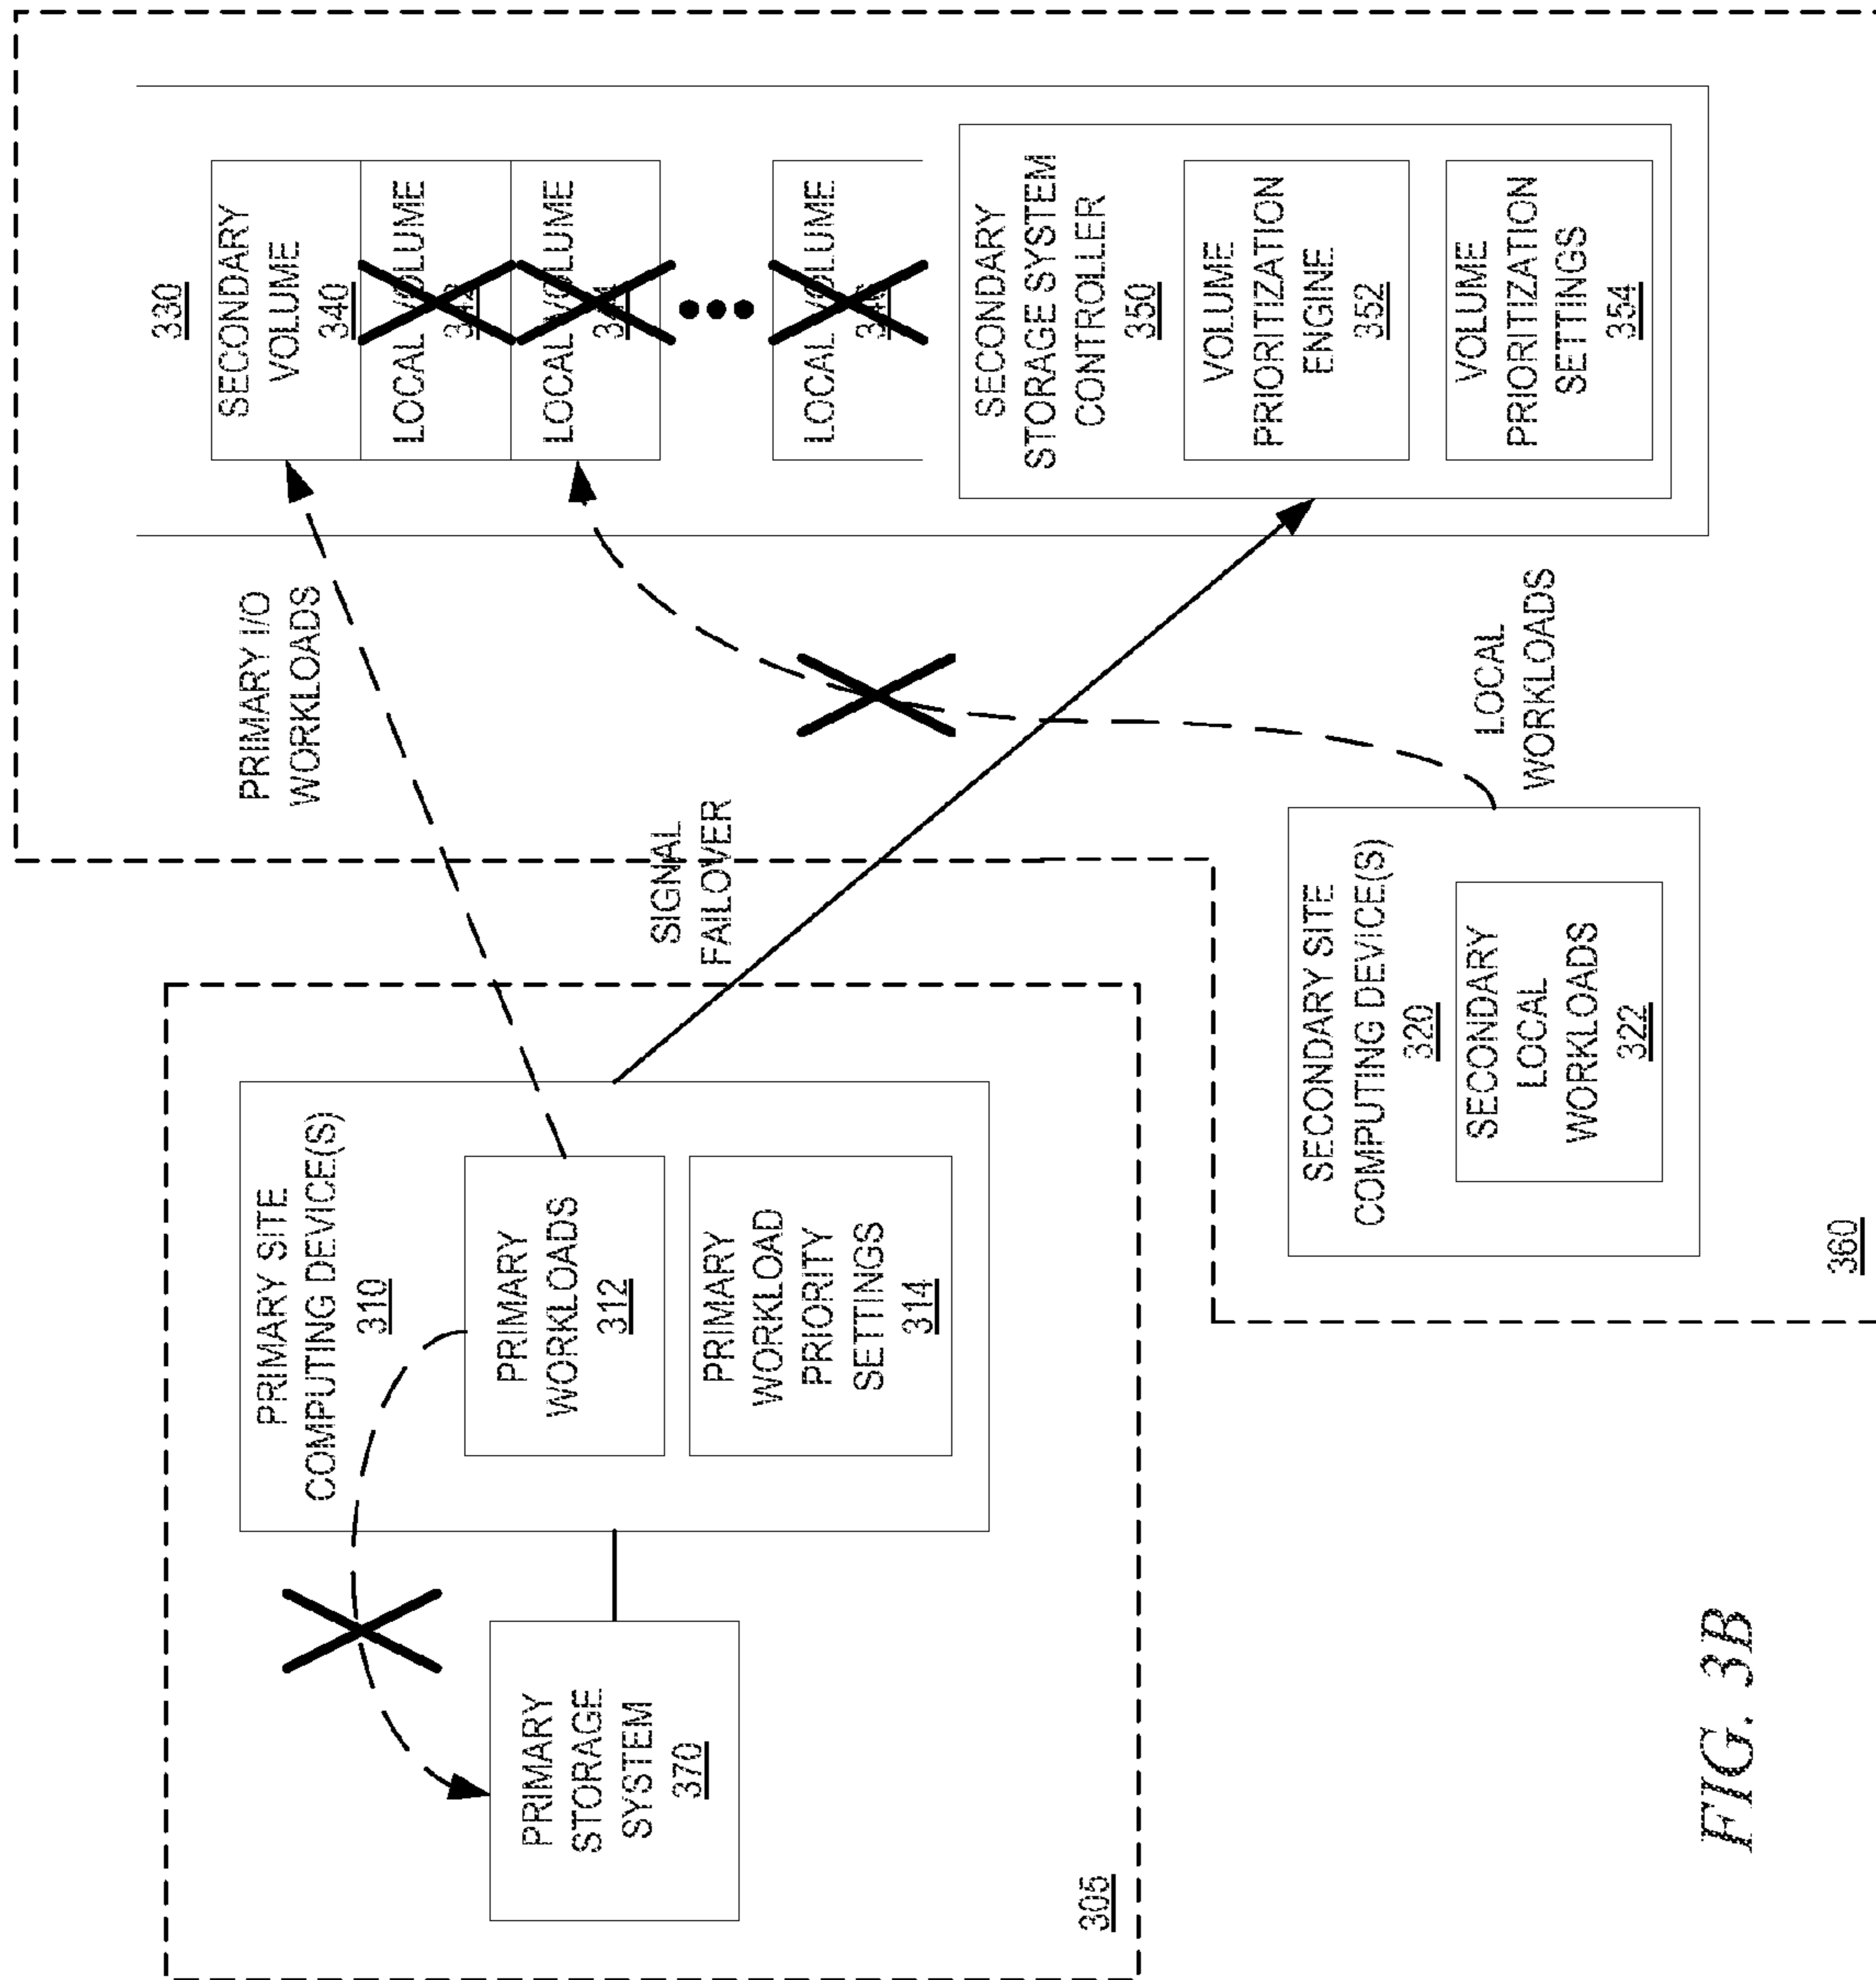 305
PRIMARY
STORAGE
SYSTEM
370
PRIMARY SITE
COMPUTING DEVICE(S)
310
PRIMARY
WORKLOADS
312
PRIMARY
WORKLOAD
PRIORITY
SETTINGS
314
PRIMARY I/O
WORKLOADS
SIGNAL
FAILOVER
330
SECONDARY
VOLUME
340
LOCAL VOLUME
LOCAL VOLUME
LOCAL VOLUME
SECONDARY
STORAGE SYSTEM
CONTROLLER
350
VOLUME
PRIORITIZATION
ENGINE
352
VOLUME
PRIORITIZATION
SETTINGS
354
SECONDARY SITE
COMPUTING DEVICE(S)
320
SECONDARY
LOCAL
WORKLOADS
322
LOCAL
WORKLOADS
360
FIG. 3B